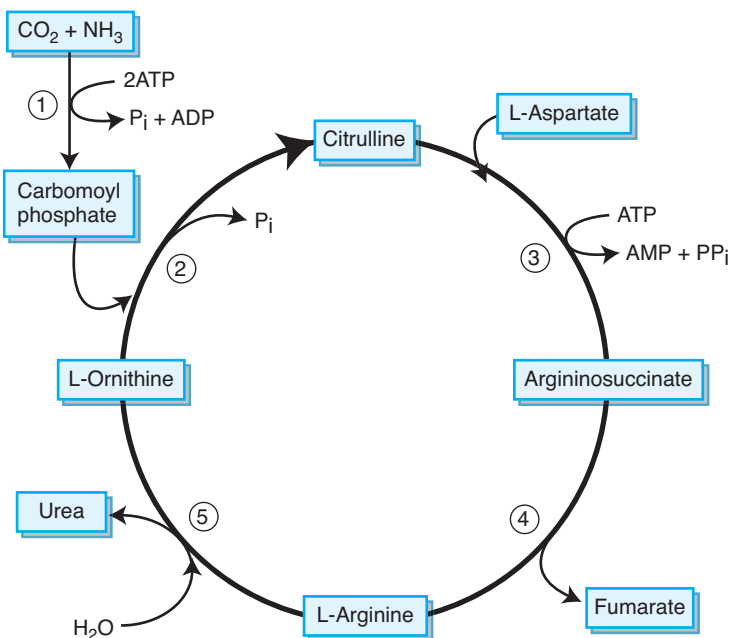 CO₂ + NH₃
2ATP
1
Pᵢ + ADP
Carbomoyl
phosphate
Citrulline
L-Aspartate
Pᵢ
2
ATP
3
AMP + PPᵢ
L-Ornithine
Argininosuccinate
Urea
5
4
H₂O
L-Arginine
Fumarate